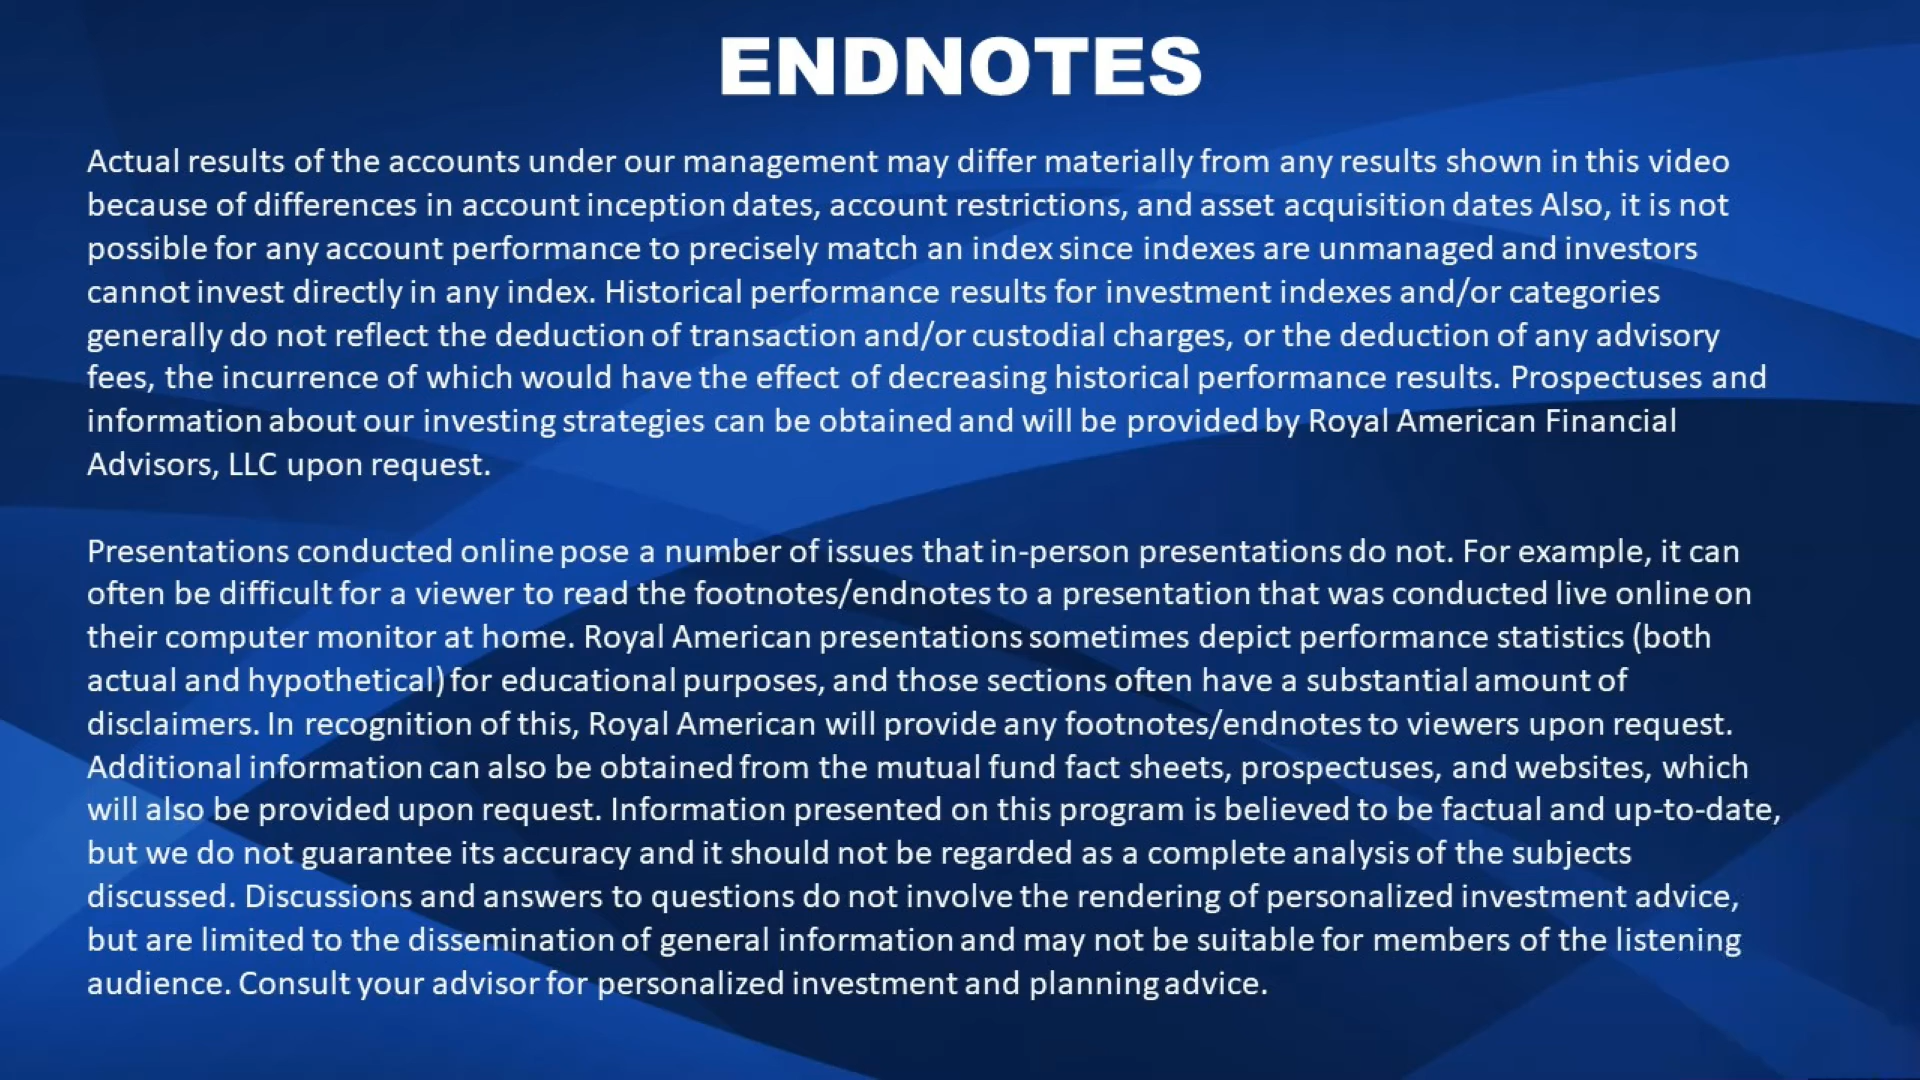 ENDNOTES
Actual results of the accounts under our management may differ materially from any results shown in this video
because of differences in account inception dates, account restrictions, and asset acquisition dates Also, it is not
possible for any account performance to precisely match an index since indexes are unmanaged and investors
cannot invest directly in any index. Historical performance results for investment indexes and/or categories
generally do not reflect the deduction of transaction and/or custodial charges, or the deduction of any advisory
fees, the incurrence of which would have the effect of decreasing historical performance results. Prospectuses and
information about our investing strategies can be obtained and will be provided by Royal American Financial
Advisors, LLC upon request.
Presentations conducted online pose a number of issues that in-person presentations do not. For example, it can
often be difficult for a viewer to read the footnotes/endnotes to a presentation that was conducted live online on
their computer monitor at home. Royal American presentations sometimes depict performance statistics (both
actual and hypothetical) for educational purposes, and those sections often have a substantial amount of
disclaimers. In recognition of this, Royal American will provide any footnotes/endnotes to viewers upon request.
Additional information can also be obtained from the mutual fund fact sheets, prospectuses, and websites, which
will also be provided upon request. Information presented on this program is believed to be factual and up-to-date,
but we do not guarantee its accuracy and it should not be regarded as a complete analysis of the subjects
discussed. Discussions and answers to questions do not involve the rendering of personalized investment advice,
but are limited to the dissemination of general information and may not be suitable for members of the listening
audience. Consult your advisor for personalized investment and planning advice.